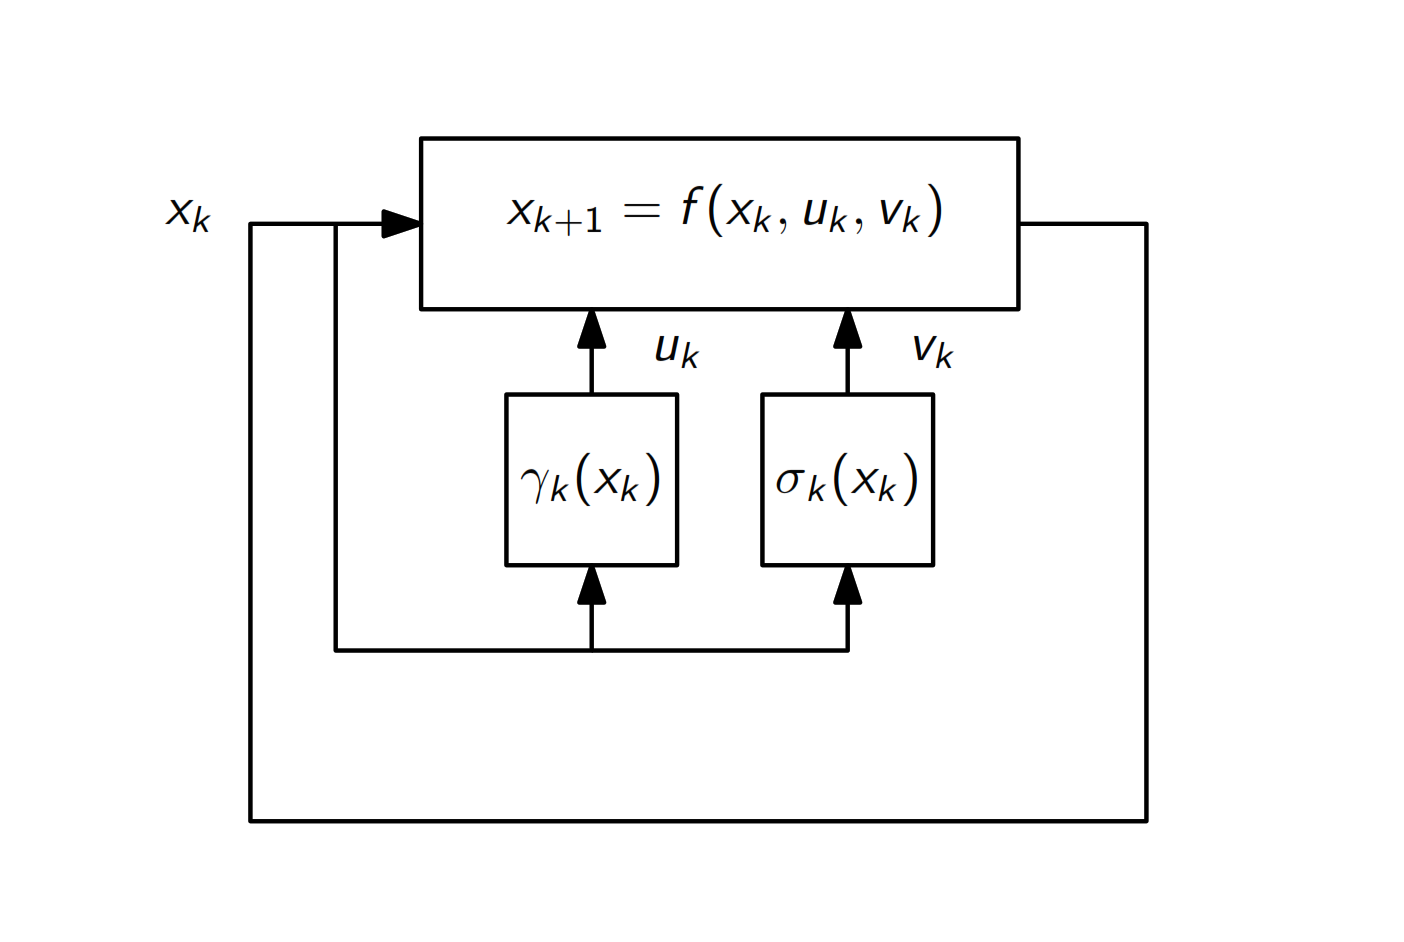 x_k
x_{k+1} = f(x_k, u_k, v_k)
u_k
v_k
γ_k(x_k)
σ_k(x_k)